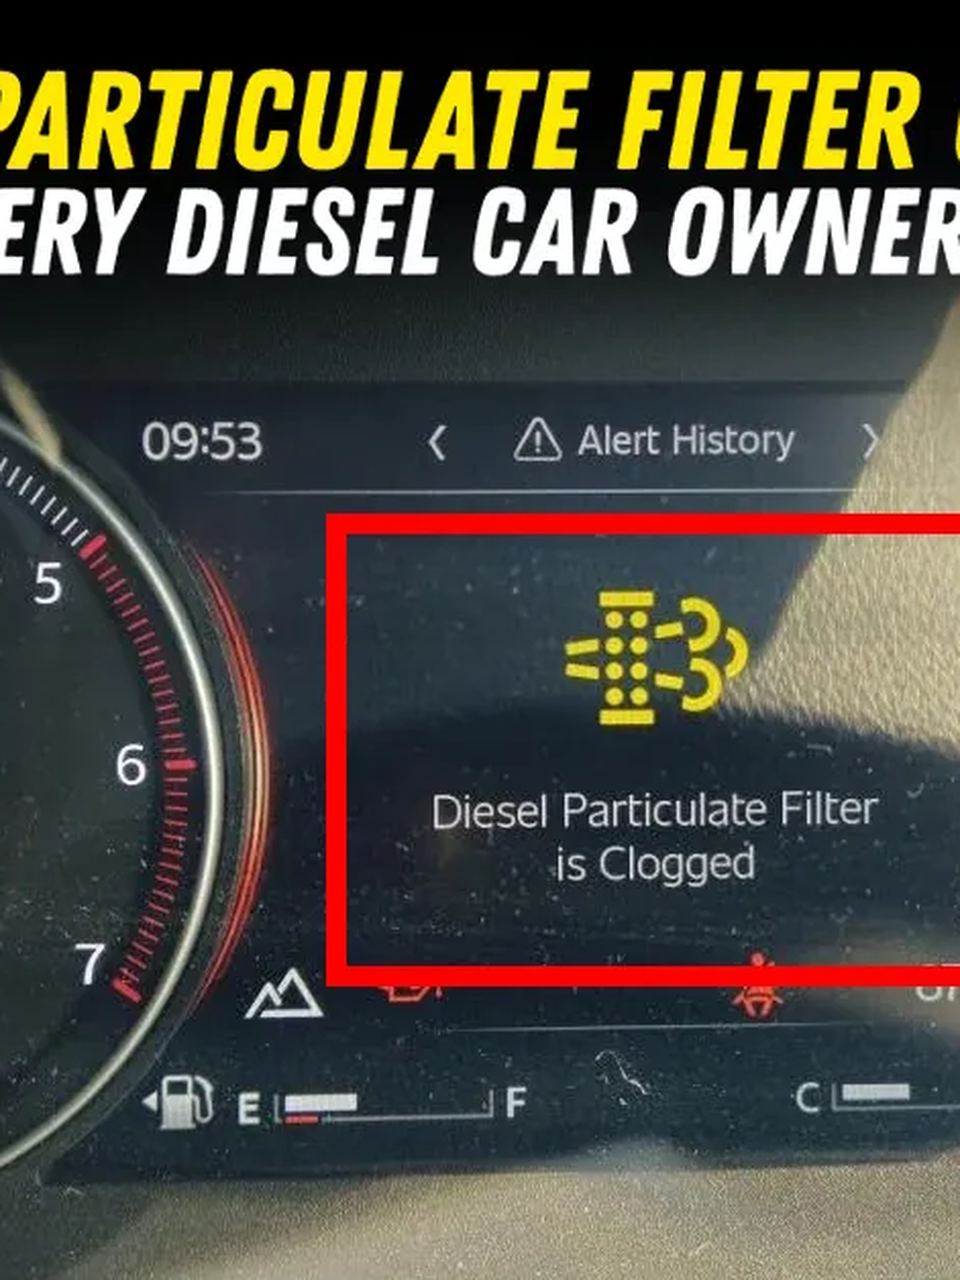 PARTICULATE FILTER
ERY DIESEL CAR OWNER
09:53
Alert History
5
Diesel Particulate Filter
is Clogged
6
7
E F
C